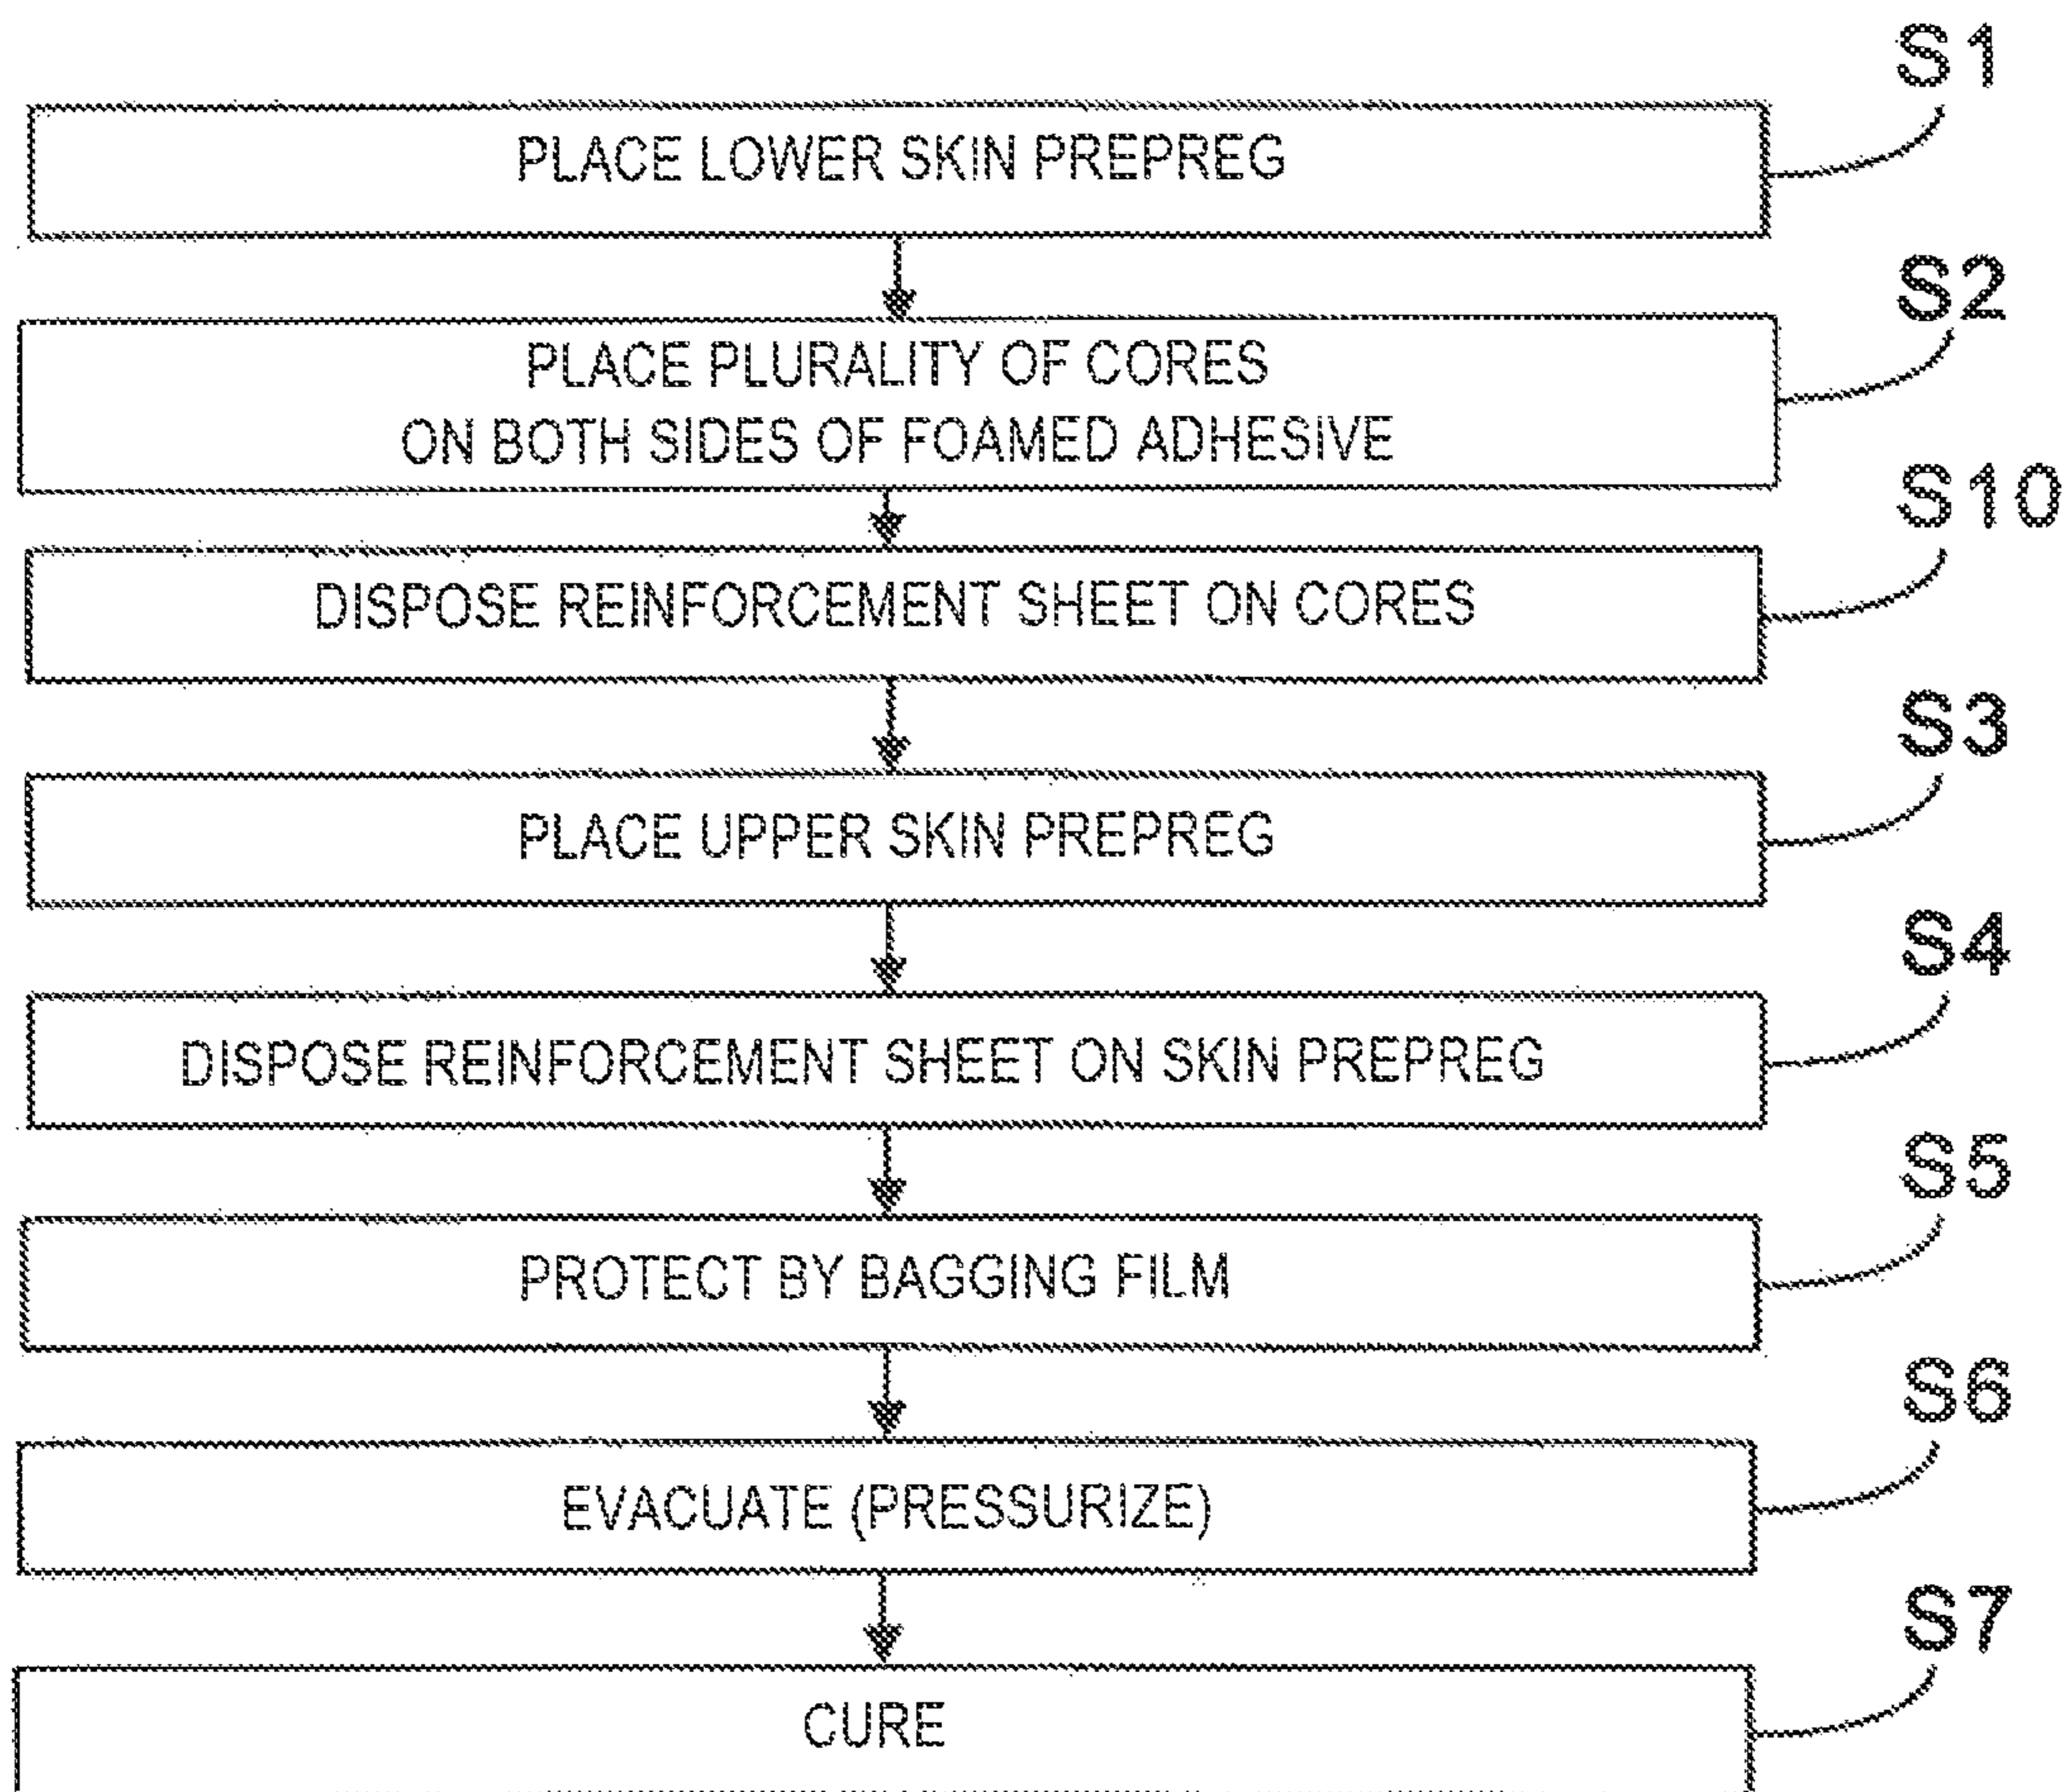 S1
PLACE LOWER SKIN PREPREG
S2
PLACE PLURALITY OF CORES
ON BOTH SIDES OF FOAMED ADHESIVE
S10
DISPOSE REINFORCEMENT SHEET ON CORES
S3
PLACE UPPER SKIN PREPREG
S4
DISPOSE REINFORCEMENT SHEET ON SKIN PREPREG
S5
PROTECT BY BAGGING FILM
S6
EVACUATE (PRESSURIZE)
S7
CURE